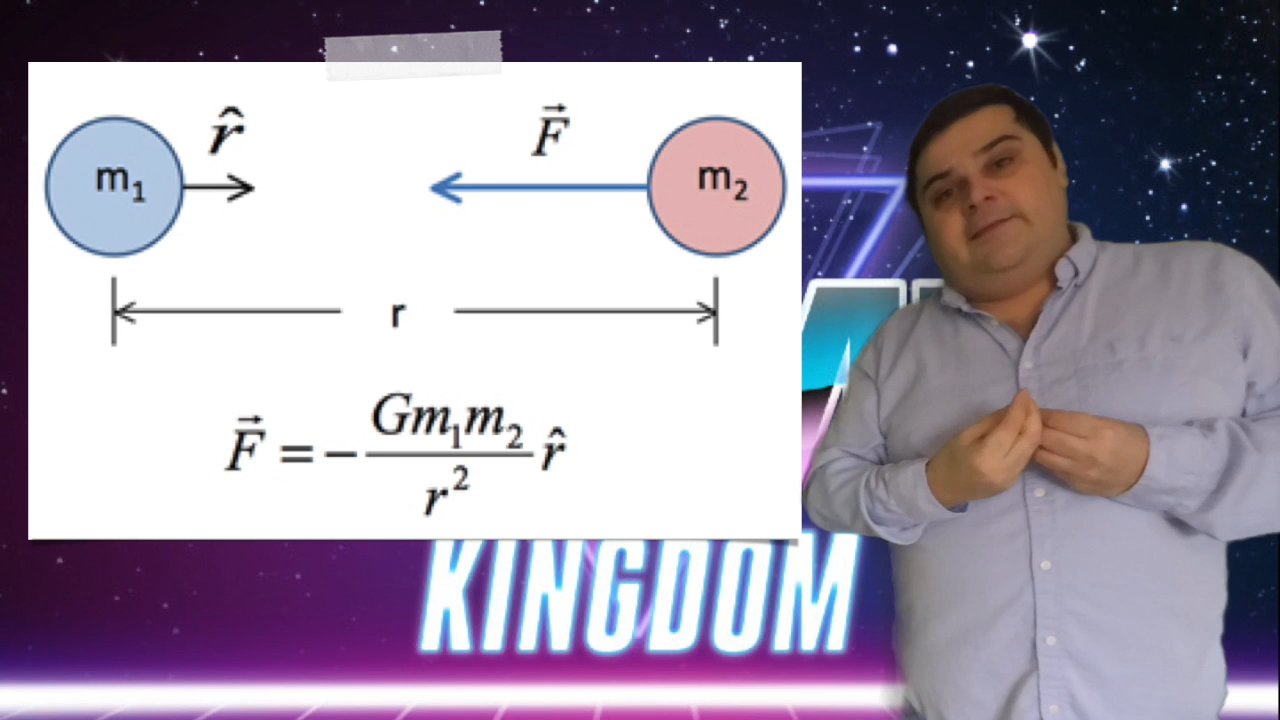 m₁ r̂ F⃗ m₂
r
F⃗ = − Gm₁m₂ / r² r̂
KINGDOM